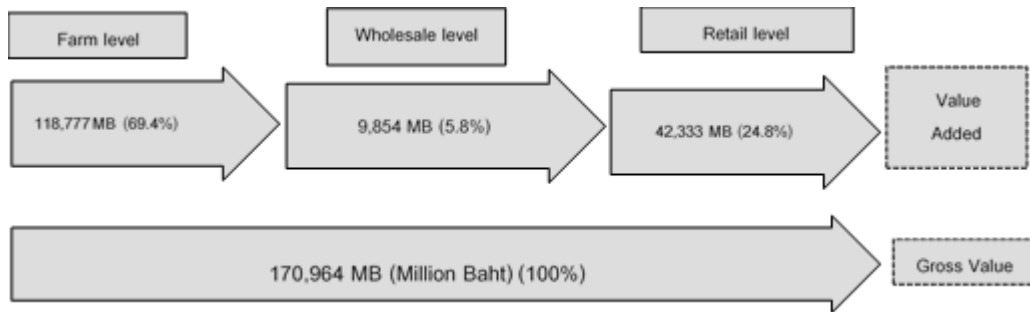 Farm level
Wholesale level
Retail level
118,777 MB (69.4%)
9,854 MB (5.8%)
42,333 MB (24.8%)
Value
Added
170,964 MB (Million Baht) (100%)
Gross Value